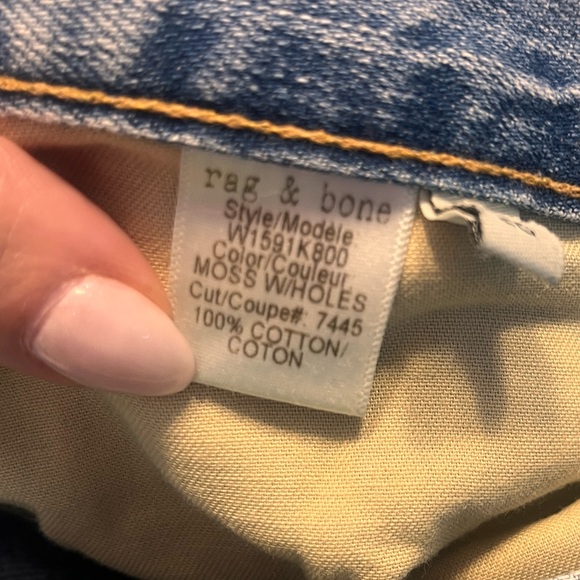 rag & bone
Style/Modèle
W1591K800
Color/Couleur
MOSS W/HOLES
Cut/Coupe#: 7445
100% COTTON/
COTON